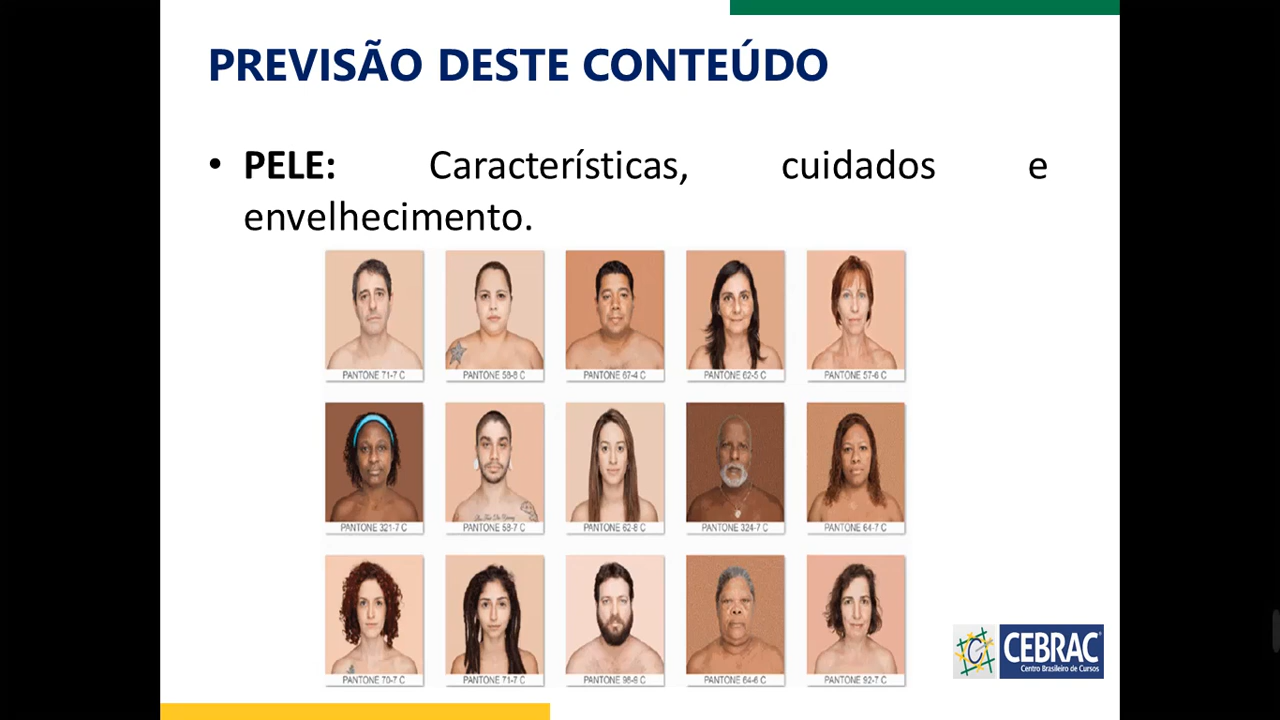 PREVISÃO DESTE CONTEÚDO
• PELE: Características, cuidados e
envelhecimento.
PANTONE 71-7 C PANTONE 58-8 C PANTONE 67-4 C PANTONE 62-5 C PANTONE 57-6 C
PANTONE 321-7 C PANTONE 58-7 C PANTONE 62-8 C PANTONE 324-7 C PANTONE 64-7 C
PANTONE 70-7 C PANTONE 71-7 C PANTONE 96-9 C PANTONE 64-6 C PANTONE 92-7 C
CEBRAC
Centro Brasileiro de Cursos